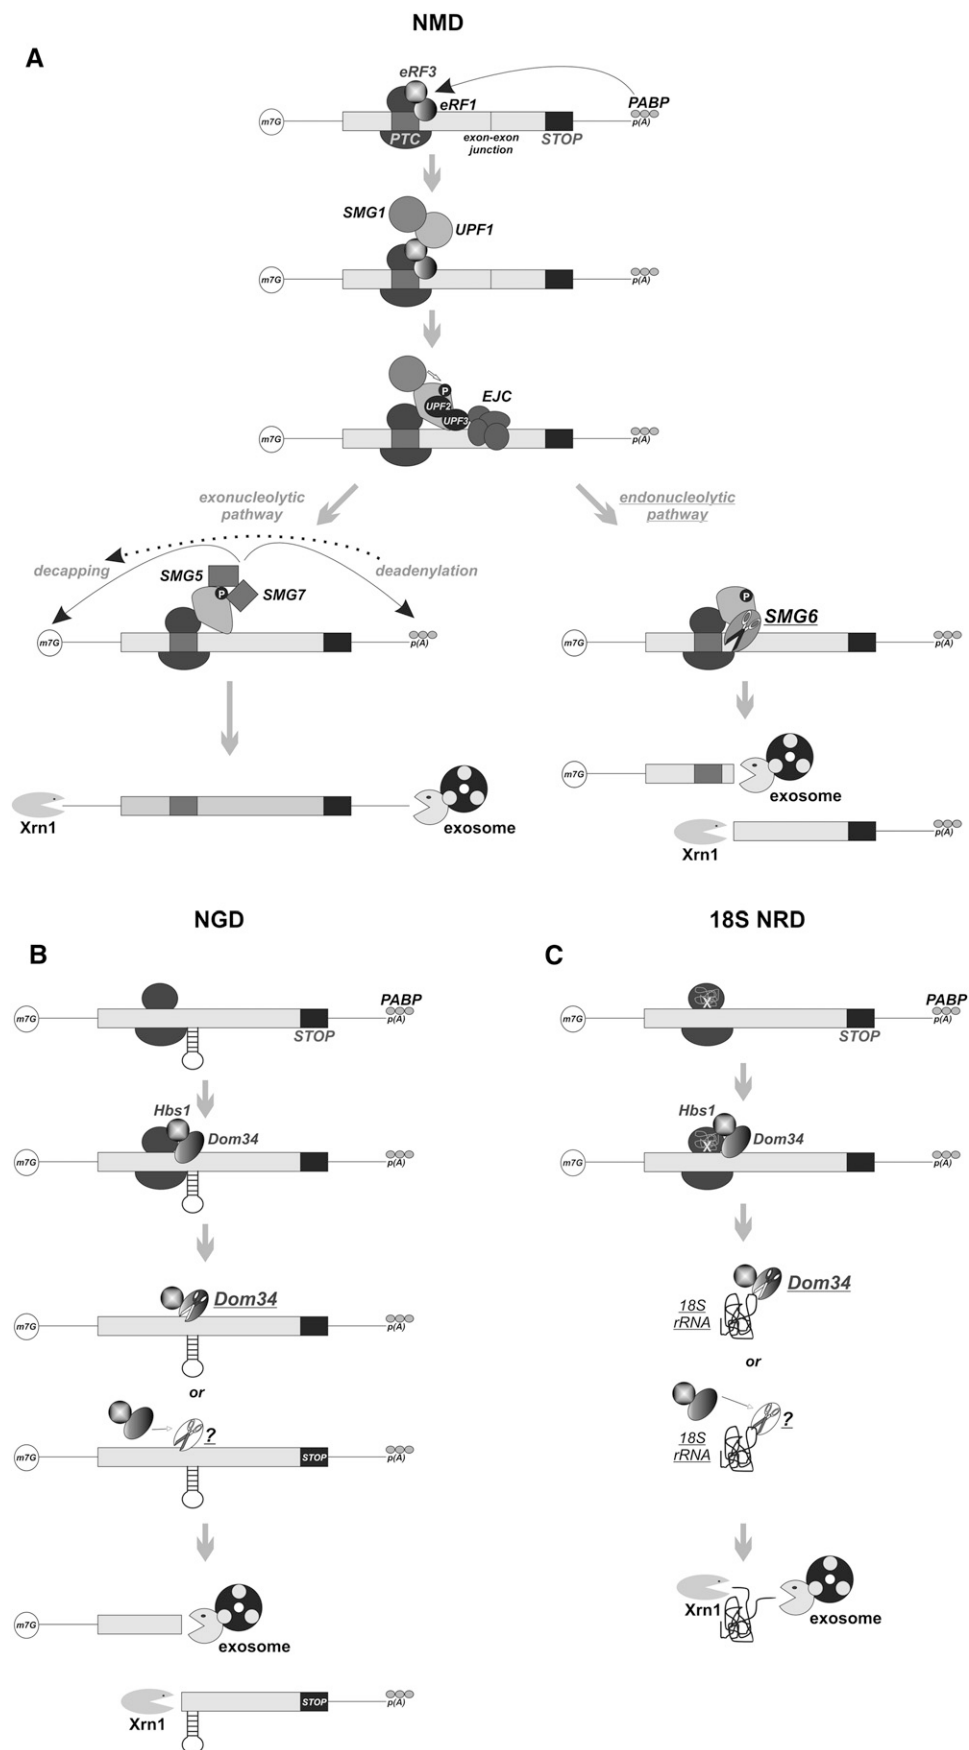 NMD
A
eRF3
eRF1
PABP
m7G
p(A)
PTC
exon-exon
junction
STOP
SMG1
UPF1
m7G
p(A)
P
EJC
UPF2
UPF3
m7G
p(A)
exonucleolytic
pathway
endonucleolytic
pathway
decapping
deadenylation
SMG5
P
SMG7
m7G
p(A)
P
SMG6
m7G
p(A)
Xrn1
exosome
m7G
exosome
Xrn1
p(A)
NGD
B
PABP
m7G
p(A)
STOP
Hbs1
Dom34
m7G
p(A)
Dom34
m7G
p(A)
or
?
m7G
STOP
p(A)
m7G
exosome
STOP
p(A)
Xrn1
18S NRD
C
X
PABP
m7G
p(A)
STOP
Hbs1
Dom34
X
m7G
p(A)
Dom34
18S
rRNA
or
?
18S
rRNA
Xrn1
exosome